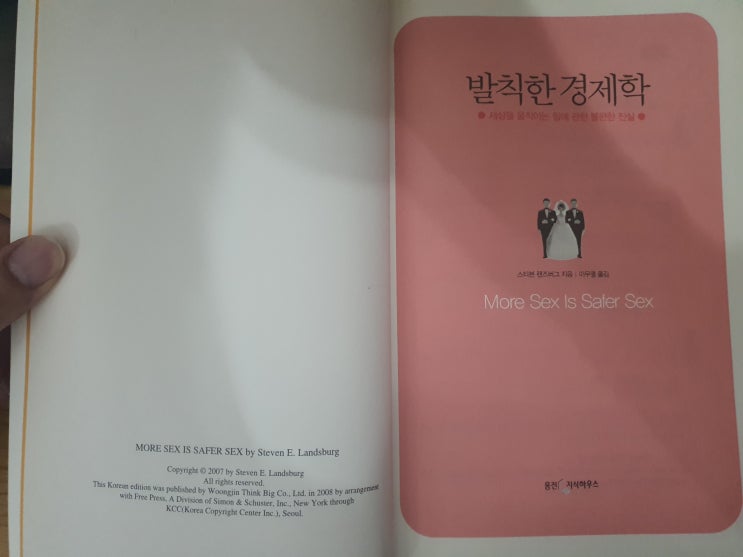 MORE SEX IS SAFER SEX by Steven E. Landsburg
Copyright © 2007 by Steven E. Landsburg
All rights reserved.
This Korean edition was published by Woongjin Think Big Co., Ltd. in 2008 by arrangement
with Free Press, A Division of Simon & Schuster, Inc., New York through
KCC(Korea Copyright Center Inc.), Seoul.
발칙한 경제학
● 세상을 움직이는 힘에 관한 불편한 진실 ●
스티븐 랜즈버그 지음 | 이무열 옮김
More Sex Is Safer Sex
웅진 지식하우스